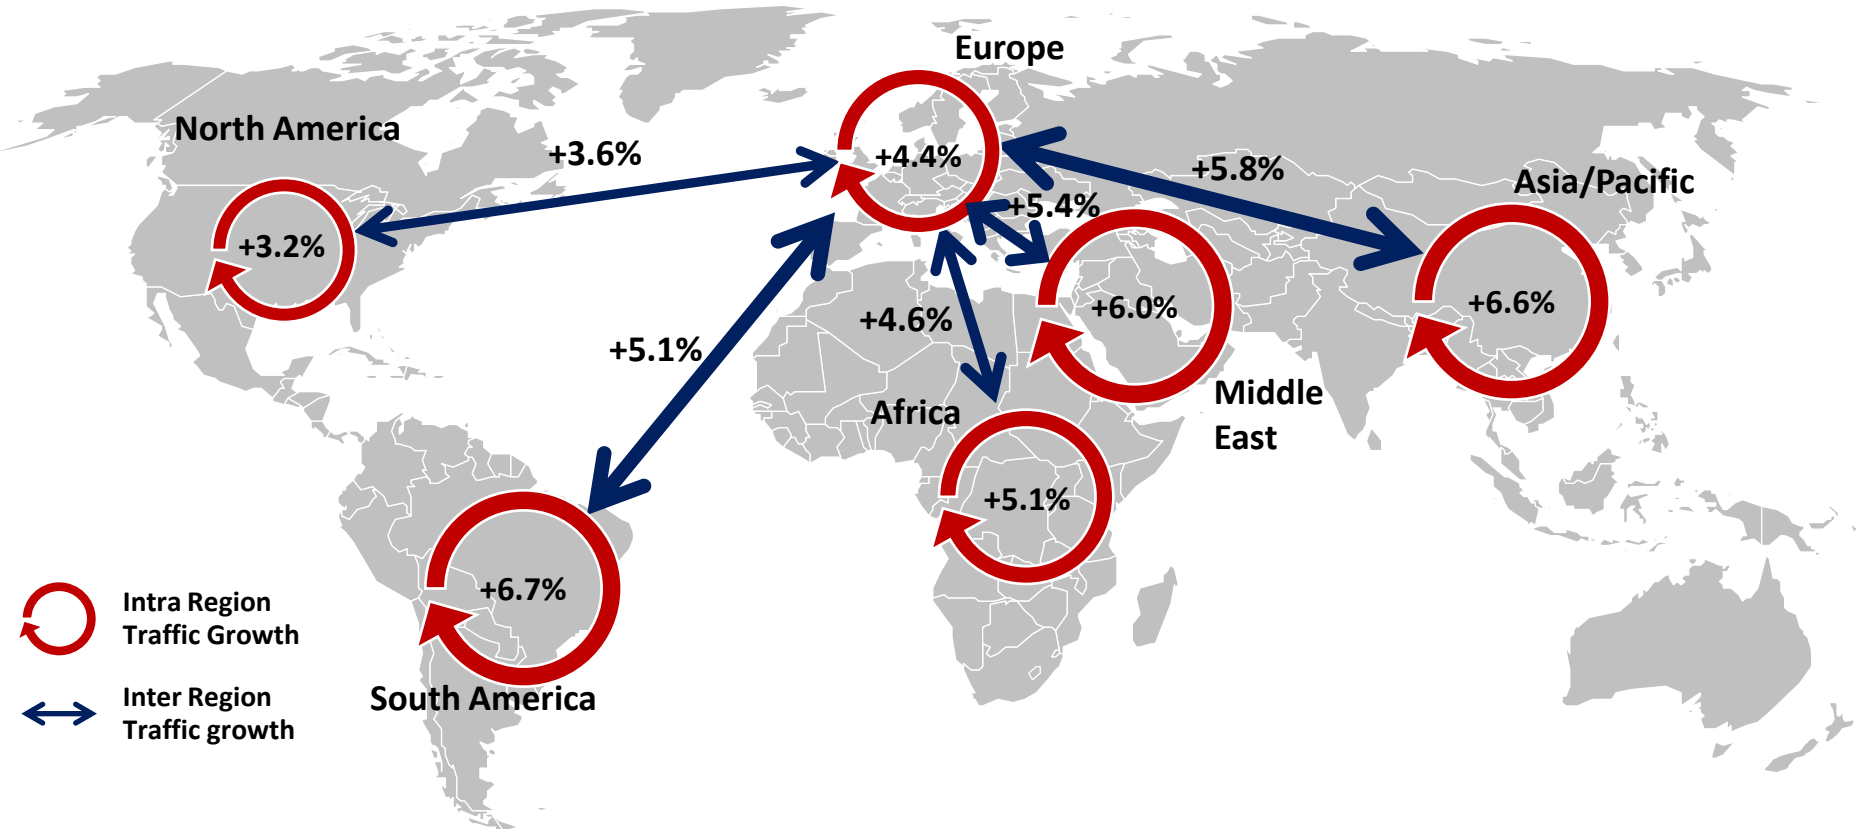 Europe
North America
+3.6%
+4.4%
+5.8%
Asia/Pacific
+5.4%
+3.2%
+6.0%
+6.6%
+4.6%
+5.1%
Middle
East
Africa
+5.1%
+6.7%
South America
Intra Region
Traffic Growth
Inter Region
Traffic growth